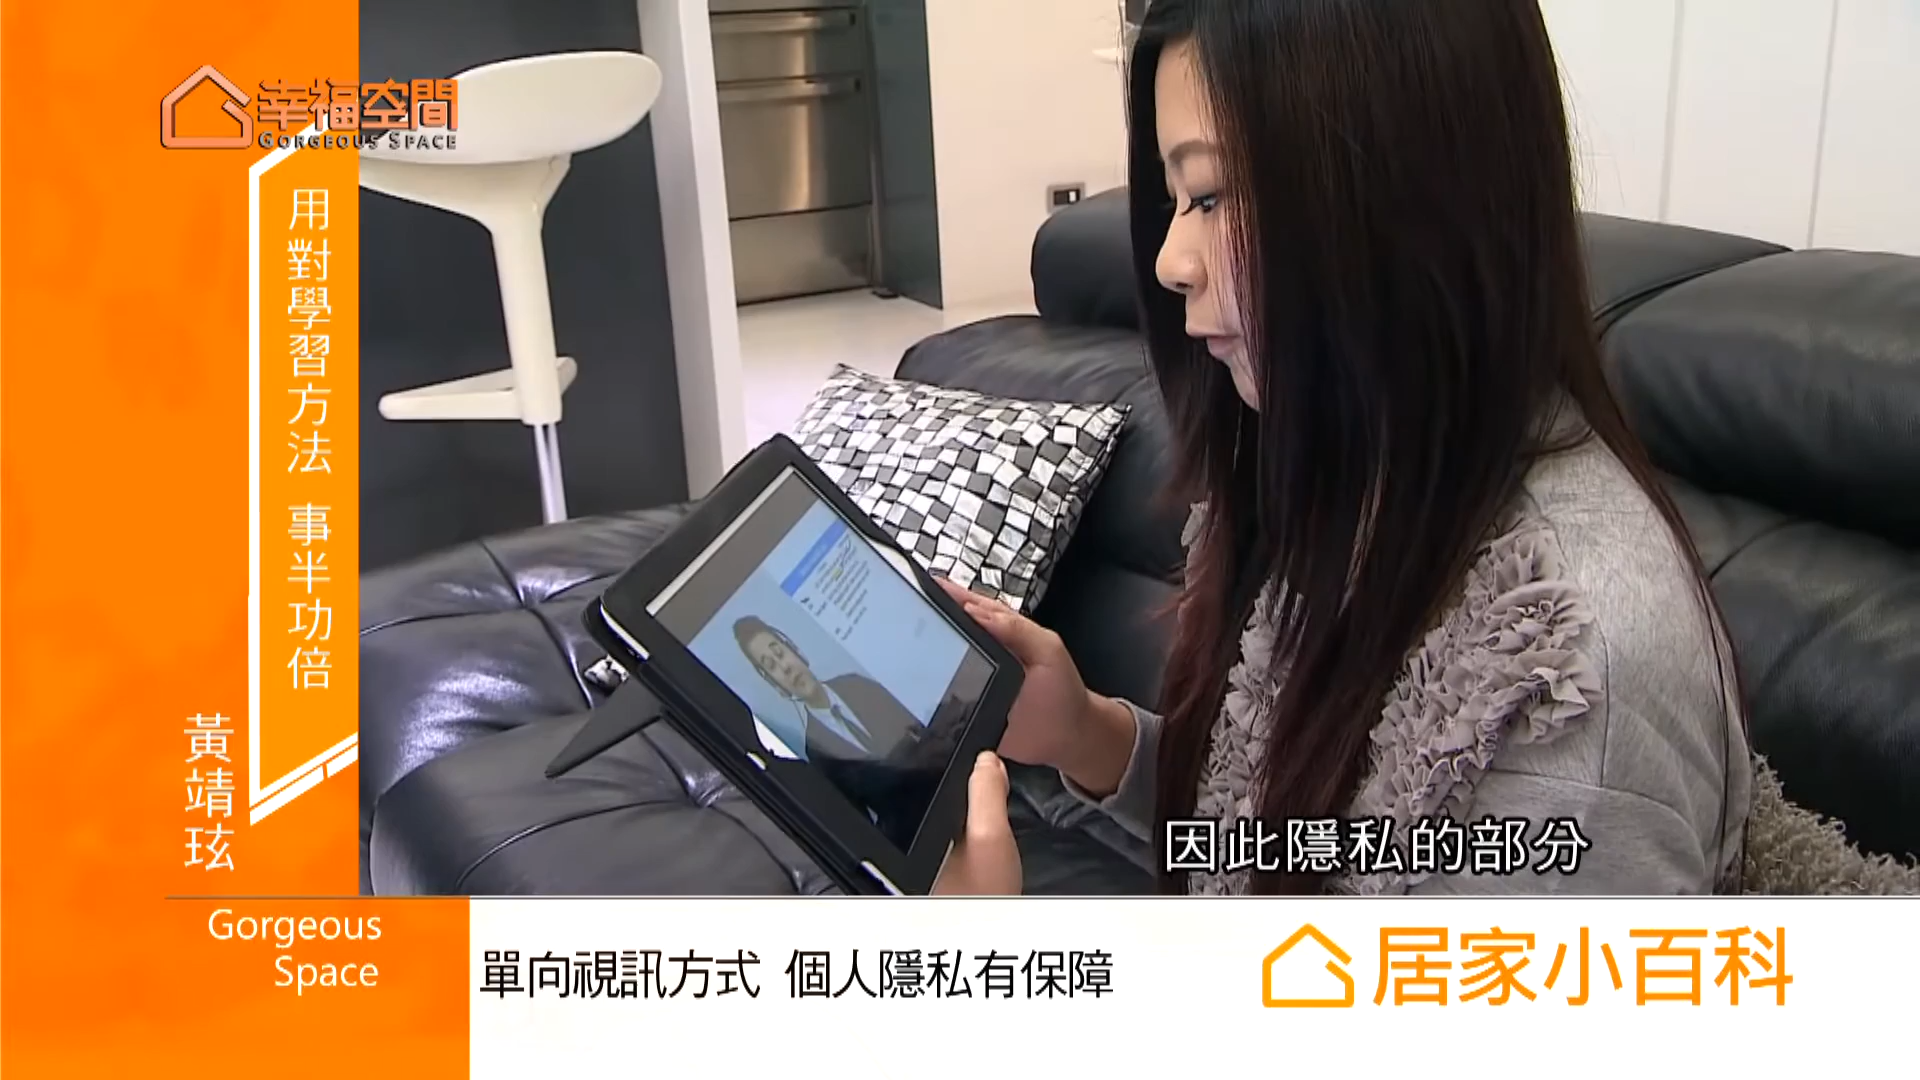 幸福空間
GORGEOUS SPACE
用對學習方法 事半功倍
黃靖玹
因此隱私的部分
Gorgeous
Space
單向視訊方式 個人隱私有保障
居家小百科